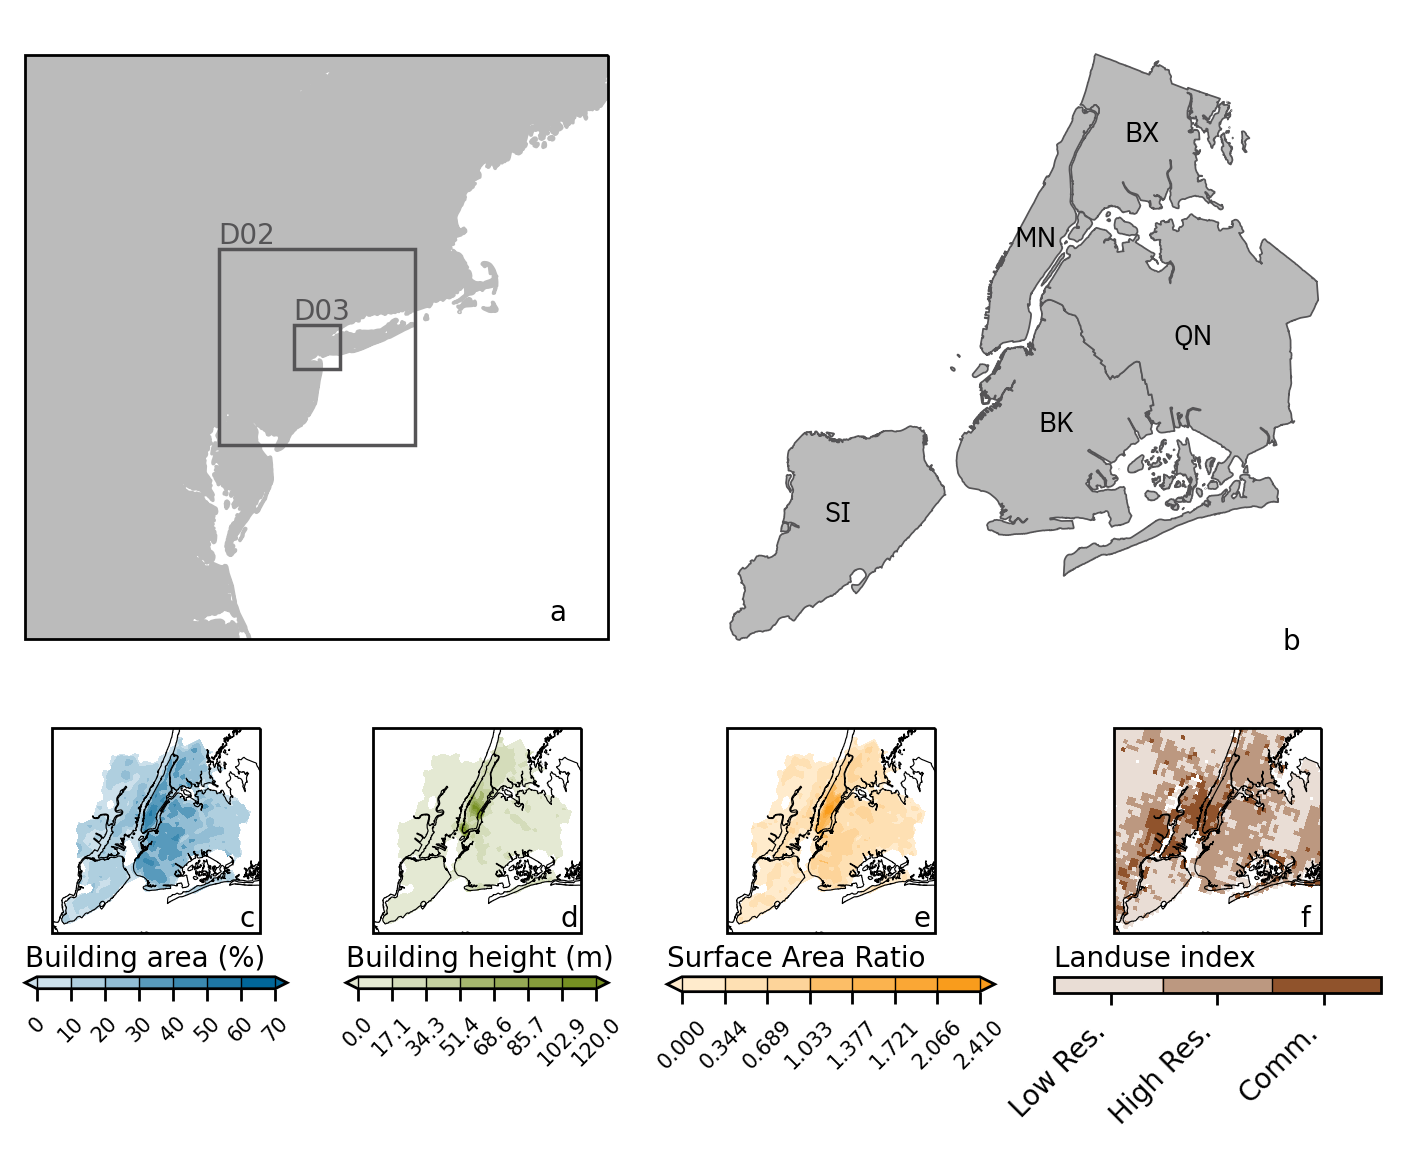 D02
D03
a
BX
MN
QN
BK
SI
b
c
d
e
f
Building area (%)
0 10 20 30 40 50 60 70
Building height (m)
0.0 17.1 34.3 51.4 68.6 85.7 102.9 120.0
Surface Area Ratio
0.000 0.344 0.689 1.033 1.377 1.721 2.066 2.410
Landuse index
Low Res. High Res. Comm.